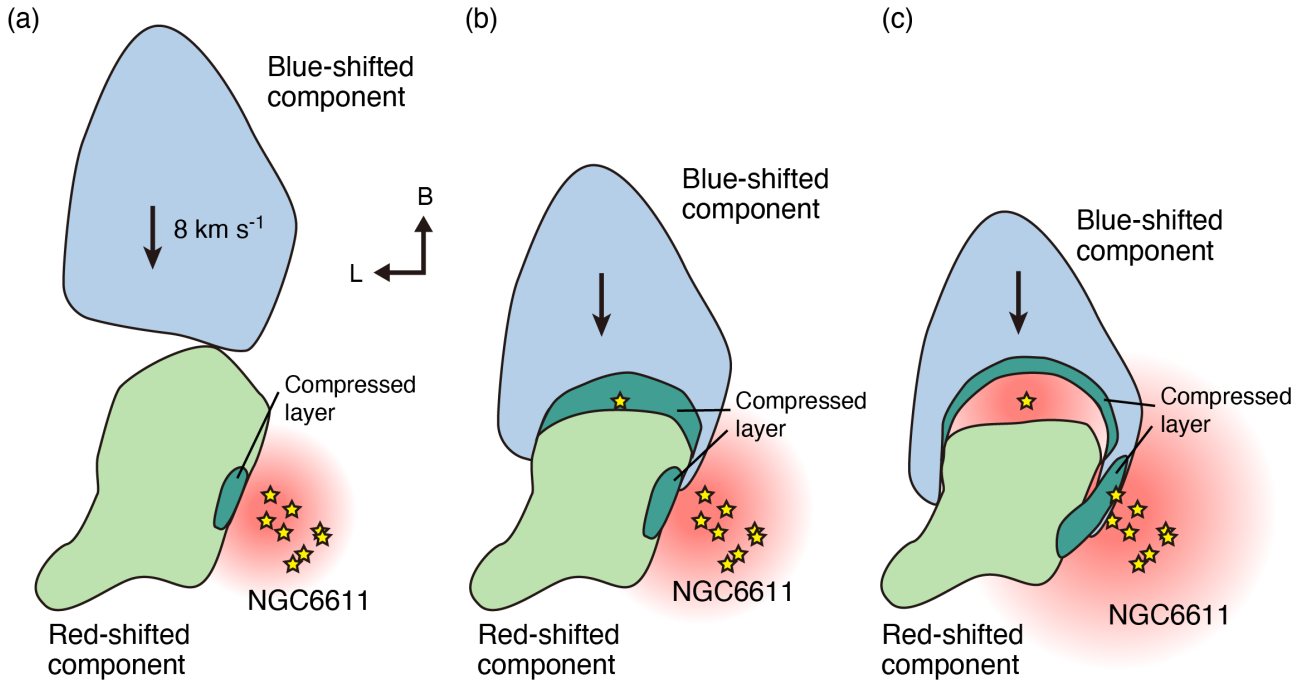 (a)
Blue-shifted
component
8 km s⁻¹
B
L
Compressed
layer
NGC6611
Red-shifted
component
(b)
Blue-shifted
component
Compressed
layer
NGC6611
Red-shifted
component
(c)
Blue-shifted
component
Compressed
layer
NGC6611
Red-shifted
component